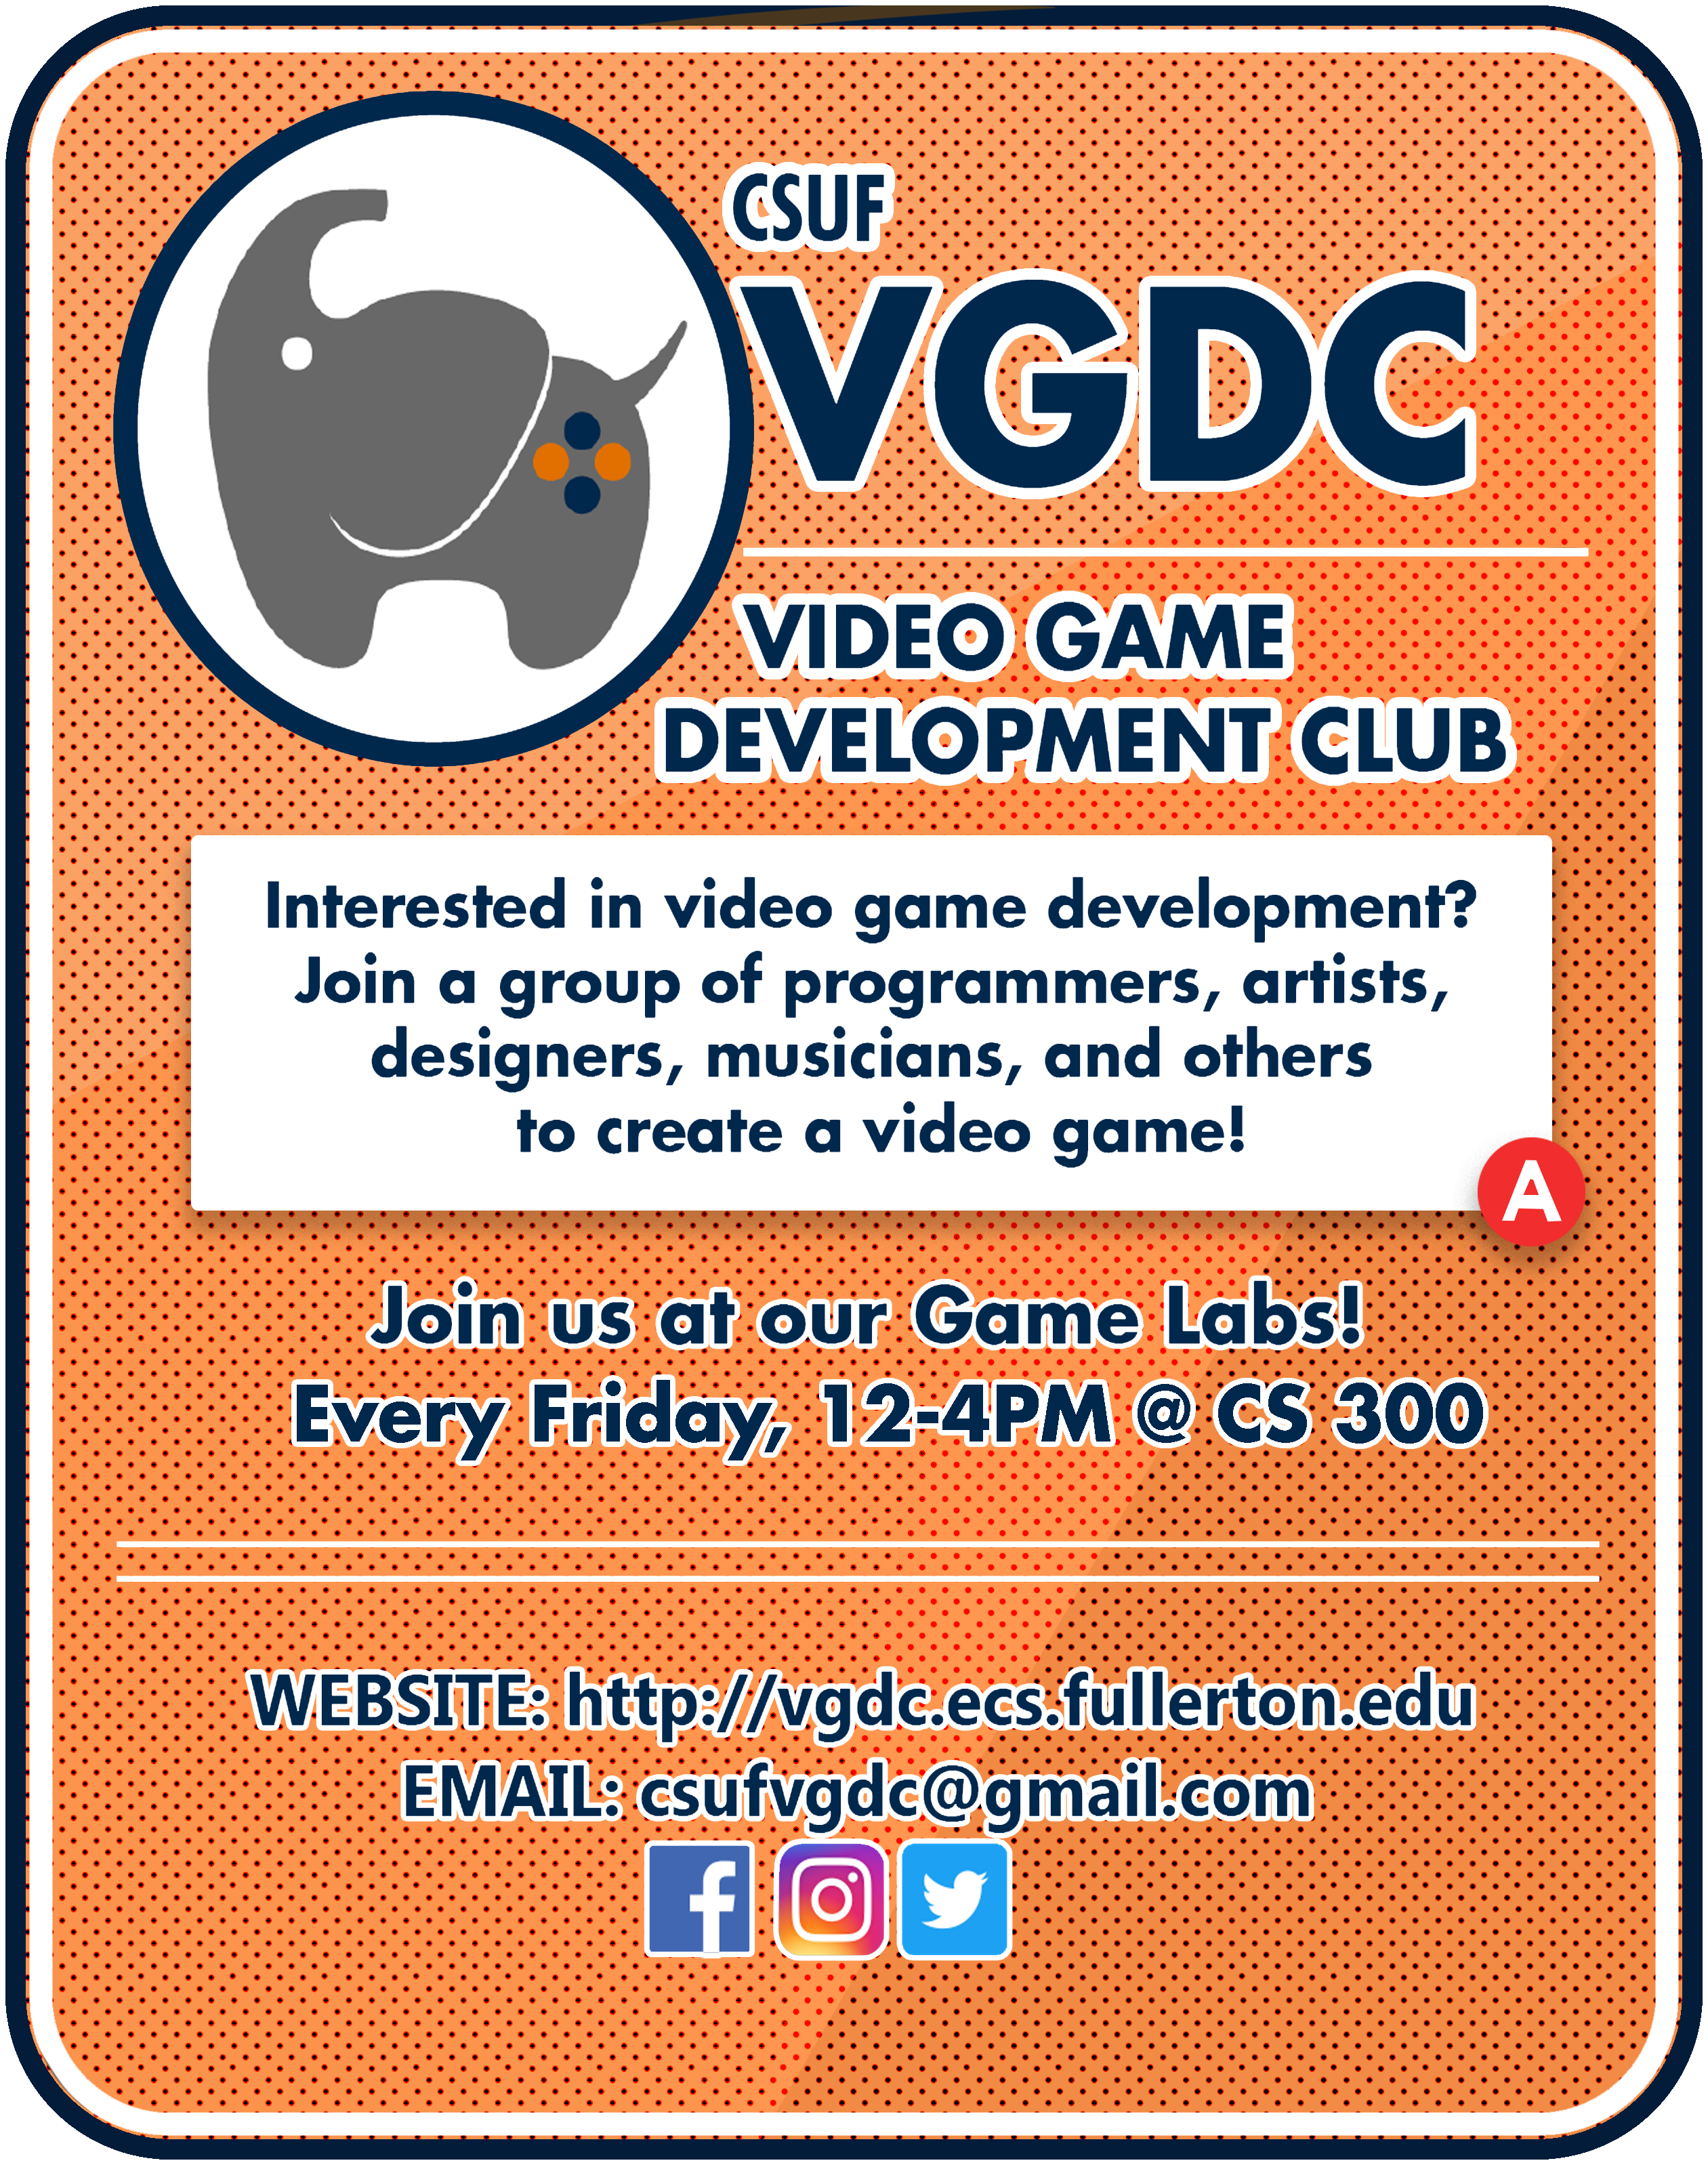 CSUF
VGDC
VIDEO GAME
DEVELOPMENT CLUB
Interested in video game development?
Join a group of programmers, artists,
designers, musicians, and others
to create a video game!
A
Join us at our Game Labs!
Every Friday, 12-4PM @ CS 300
WEBSITE: http://vgdc.ecs.fullerton.edu
EMAIL: csufvgdc@gmail.com